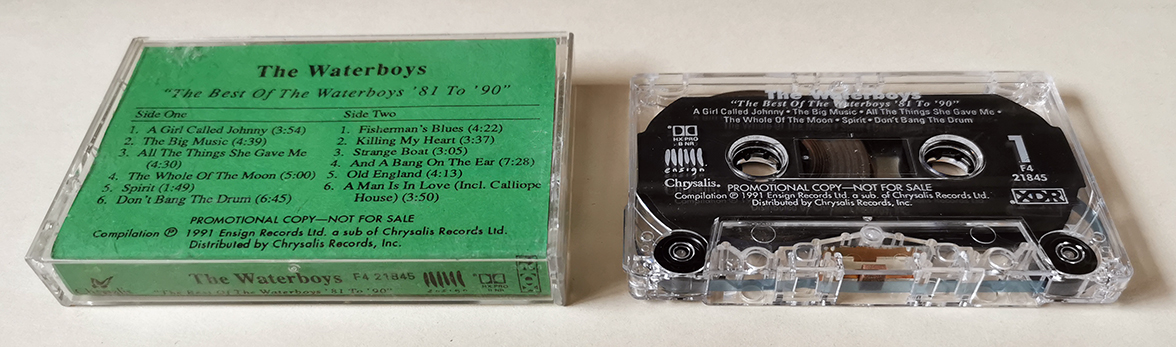 The Waterboys
"The Best Of The Waterboys '81 To '90"
Side One
1. A Girl Called Johnny (3:54)
2. The Big Music (4:39)
3. All The Things She Gave Me
(4:30)
4. The Whole Of The Moon (5:00)
5. Spirit (1:49)
6. Don't Bang The Drum (6:45)
Side Two
1. Fisherman's Blues (4:22)
2. Killing My Heart (3:37)
3. Strange Boat (3:05)
4. And A Bang On The Ear (7:28)
5. Old England (4:13)
6. A Man Is In Love (Incl. Calliope
House) (3:50)
PROMOTIONAL COPY—NOT FOR SALE
Compilation ℗ 1991 Ensign Records Ltd. a sub of Chrysalis Records Ltd.
Distributed by Chrysalis Records, Inc.
The Waterboys F4 21845
"The Best Of The Waterboys '81 To '90"
HX PRO
B NR
XDR
The Waterboys
"The Best Of The Waterboys '81 To '90"
A Girl Called Johnny • The Big Music • All The Things She Gave Me •
The Whole Of The Moon • Spirit • Don't Bang The Drum
HX PRO
B NR
ensign
Chrysalis®
1
F4
21845
XDR
PROMOTIONAL COPY—NOT FOR SALE
Compilation ℗ 1991 Ensign Records Ltd. a sub of Chrysalis Records Ltd.
Distributed by Chrysalis Records, Inc.